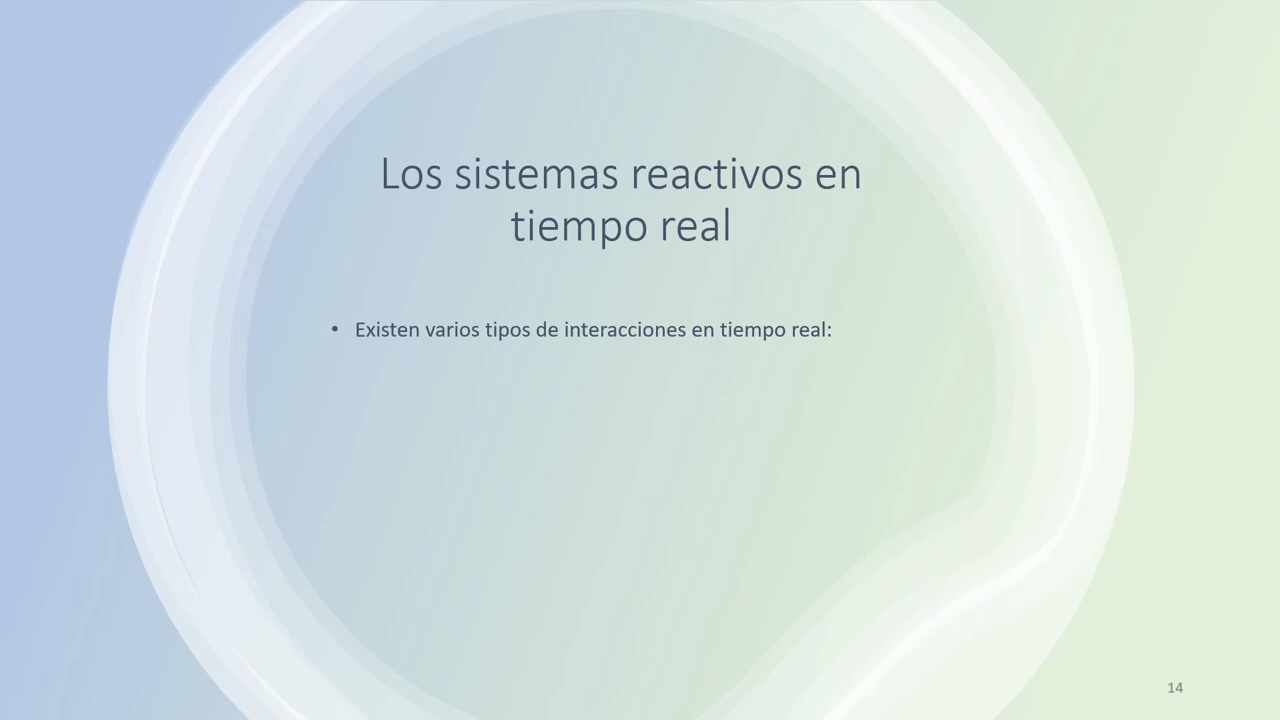 Los sistemas reactivos en
tiempo real
• Existen varios tipos de interacciones en tiempo real:
14